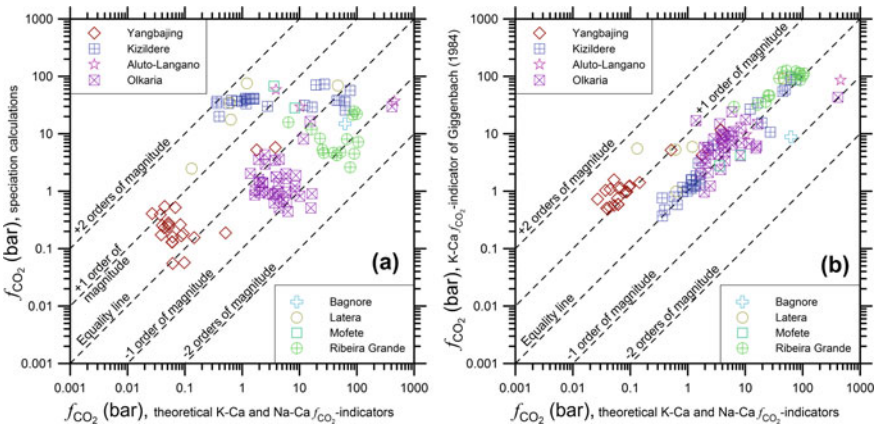 1000
100
10
1
0.1
0.01
0.001
fCO2 (bar), speciation calculations
Yangbajing
Kizildere
Aluto-Langano
Olkaria
+2 orders of magnitude
+1 order of
magnitude
Equality line
-1 order of magnitude
-2 orders of magnitude
(a)
Bagnore
Latera
Mofete
Ribeira Grande
0.001 0.01 0.1 1 10 100 1000
fCO2 (bar), theoretical K-Ca and Na-Ca fCO2-indicators
1000
100
10
1
0.1
0.01
0.001
fCO2 (bar), K-Ca fCO2-indicator of Giggenbach (1984)
Yangbajing
Kizildere
Aluto-Langano
Olkaria
+1 order of magnitude
+2 orders of magnitude
Equality line
-1 order of magnitude
-2 orders of magnitude
(b)
Bagnore
Latera
Mofete
Ribeira Grande
0.001 0.01 0.1 1 10 100 1000
fCO2 (bar), theoretical K-Ca and Na-Ca fCO2-indicators